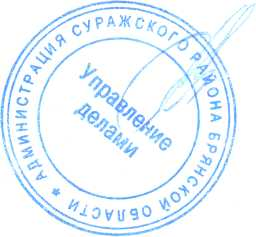 АДМИНИСТРАЦИЯ СУРАЖСКОГО РАЙОНА БРЯНСКОЙ ОБЛАСТИ
Управление
делами